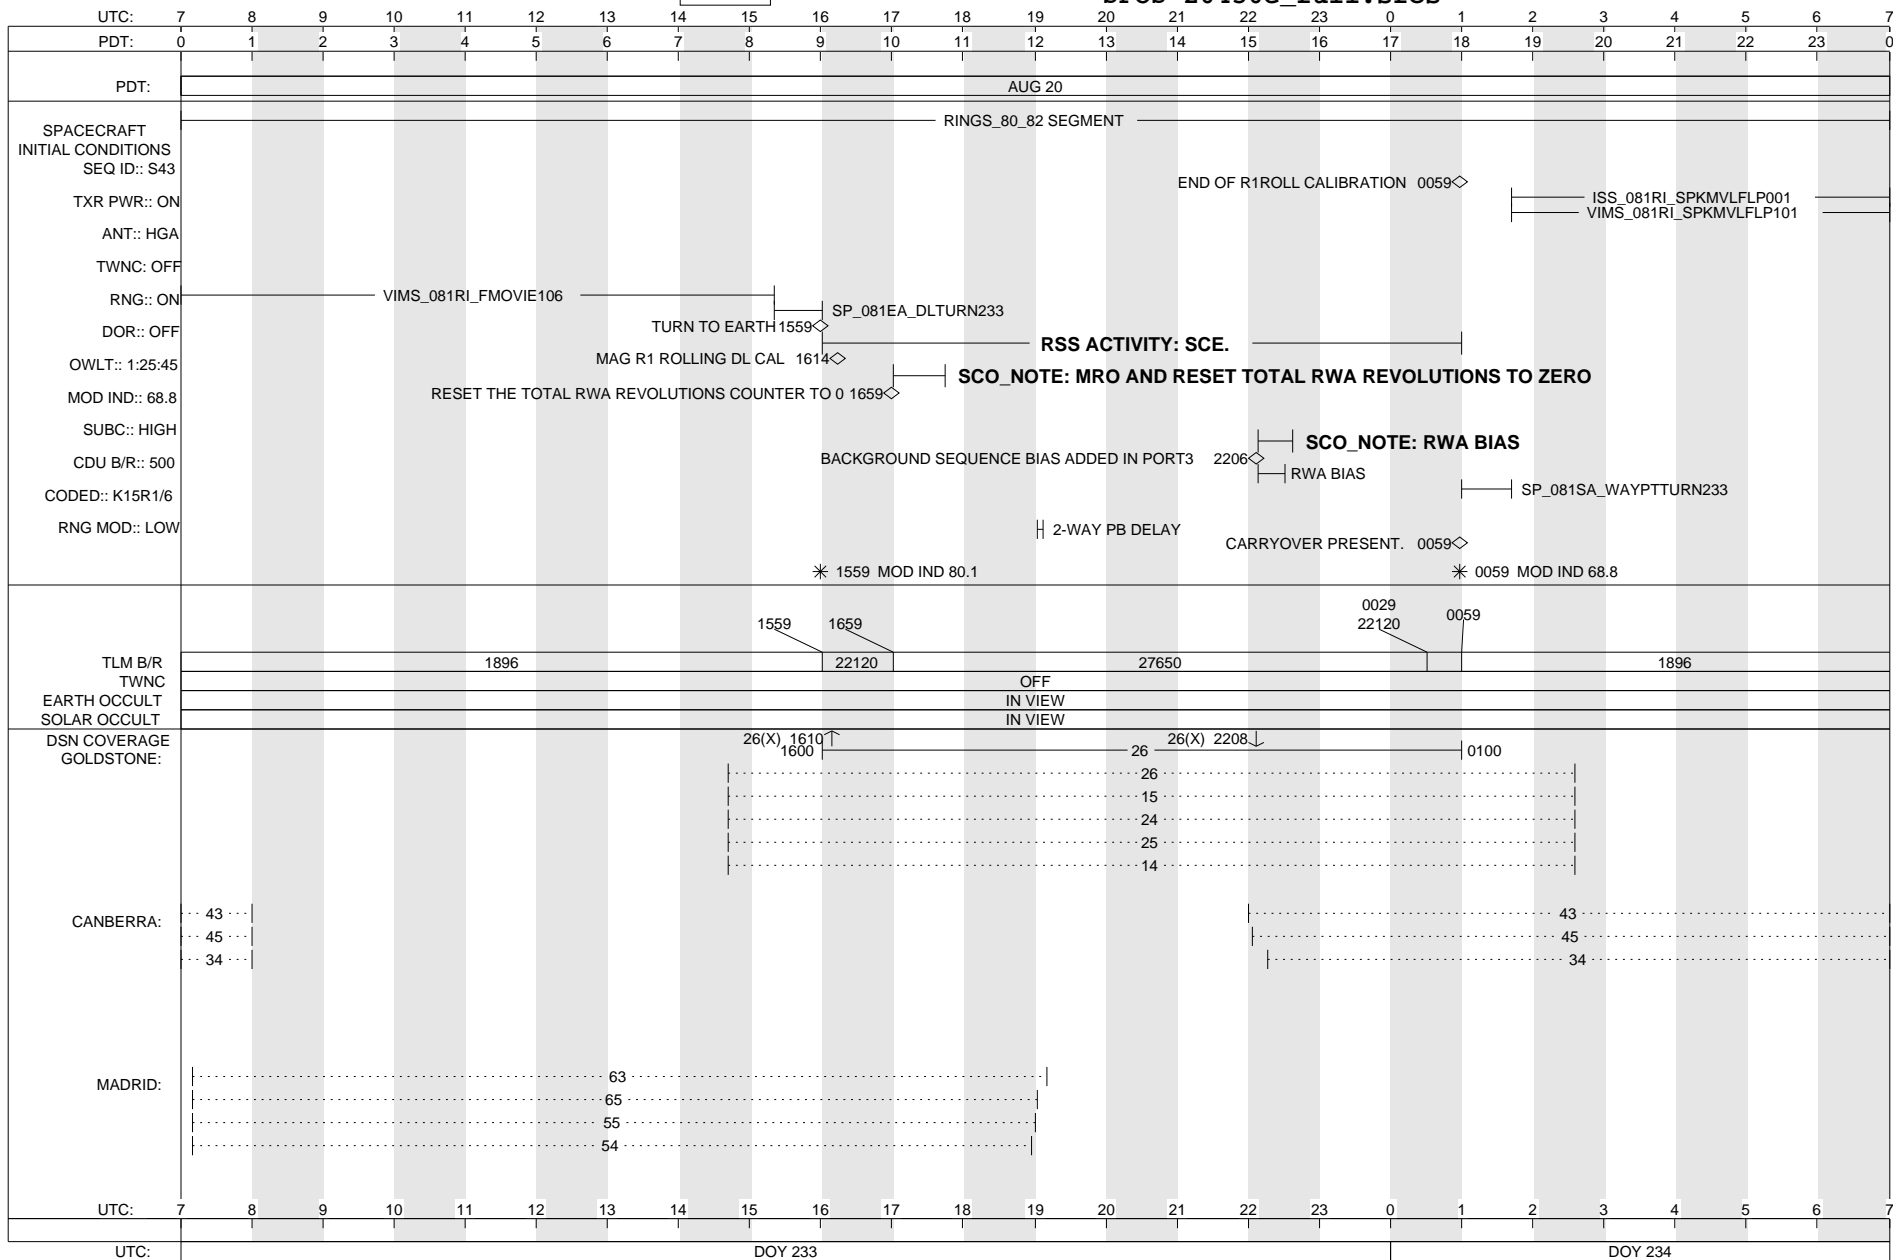 UTC: 7 8 9 10 11 12 13 14 15 16 17 18 19 20 21 22 23 0 1 2 3 4 5 6 7
PDT: 0 1 2 3 4 5 6 7 8 9 10 11 12 13 14 15 16 17 18 19 20 21 22 23 0
PDT: AUG 20
RINGS_80_82 SEGMENT
SPACECRAFT
INITIAL CONDITIONS
SEQ ID:: S43
END OF R1ROLL CALIBRATION 0059
TXR PWR:: ON
ISS_081RI_SPKMVLFLP001
VIMS_081RI_SPKMVLFLP101
ANT:: HGA
TWNC: OFF
RNG:: ON
VIMS_081RI_FMOVIE106
SP_081EA_DLTURN233
TURN TO EARTH 1559
DOR:: OFF
RSS ACTIVITY: SCE.
MAG R1 ROLLING DL CAL 1614
OWLT:: 1:25:45
SCO_NOTE: MRO AND RESET TOTAL RWA REVOLUTIONS TO ZERO
RESET THE TOTAL RWA REVOLUTIONS COUNTER TO 0 1659
MOD IND:: 68.8
SUBC:: HIGH
SCO_NOTE: RWA BIAS
BACKGROUND SEQUENCE BIAS ADDED IN PORT3 2206
CDU B/R:: 500
RWA BIAS
SP_081SA_WAYPTTURN233
CODED:: K15R1/6
RNG MOD:: LOW
2-WAY PB DELAY
CARRYOVER PRESENT. 0059
1559 MOD IND 80.1
0059 MOD IND 68.8
0029
0059
1559 1659 22120
TLM B/R 1896 22120 27650 1896
TWNC OFF
EARTH OCCULT IN VIEW
SOLAR OCCULT IN VIEW
DSN COVERAGE
26(X) 1610 26(X) 2208
GOLDSTONE: 1600 26 0100
26
15
24
25
14
CANBERRA: 43 43
45 45
34 34
MADRID: 63
65
55
54
UTC: 7 8 9 10 11 12 13 14 15 16 17 18 19 20 21 22 23 0 1 2 3 4 5 6 7
UTC: DOY 233 DOY 234